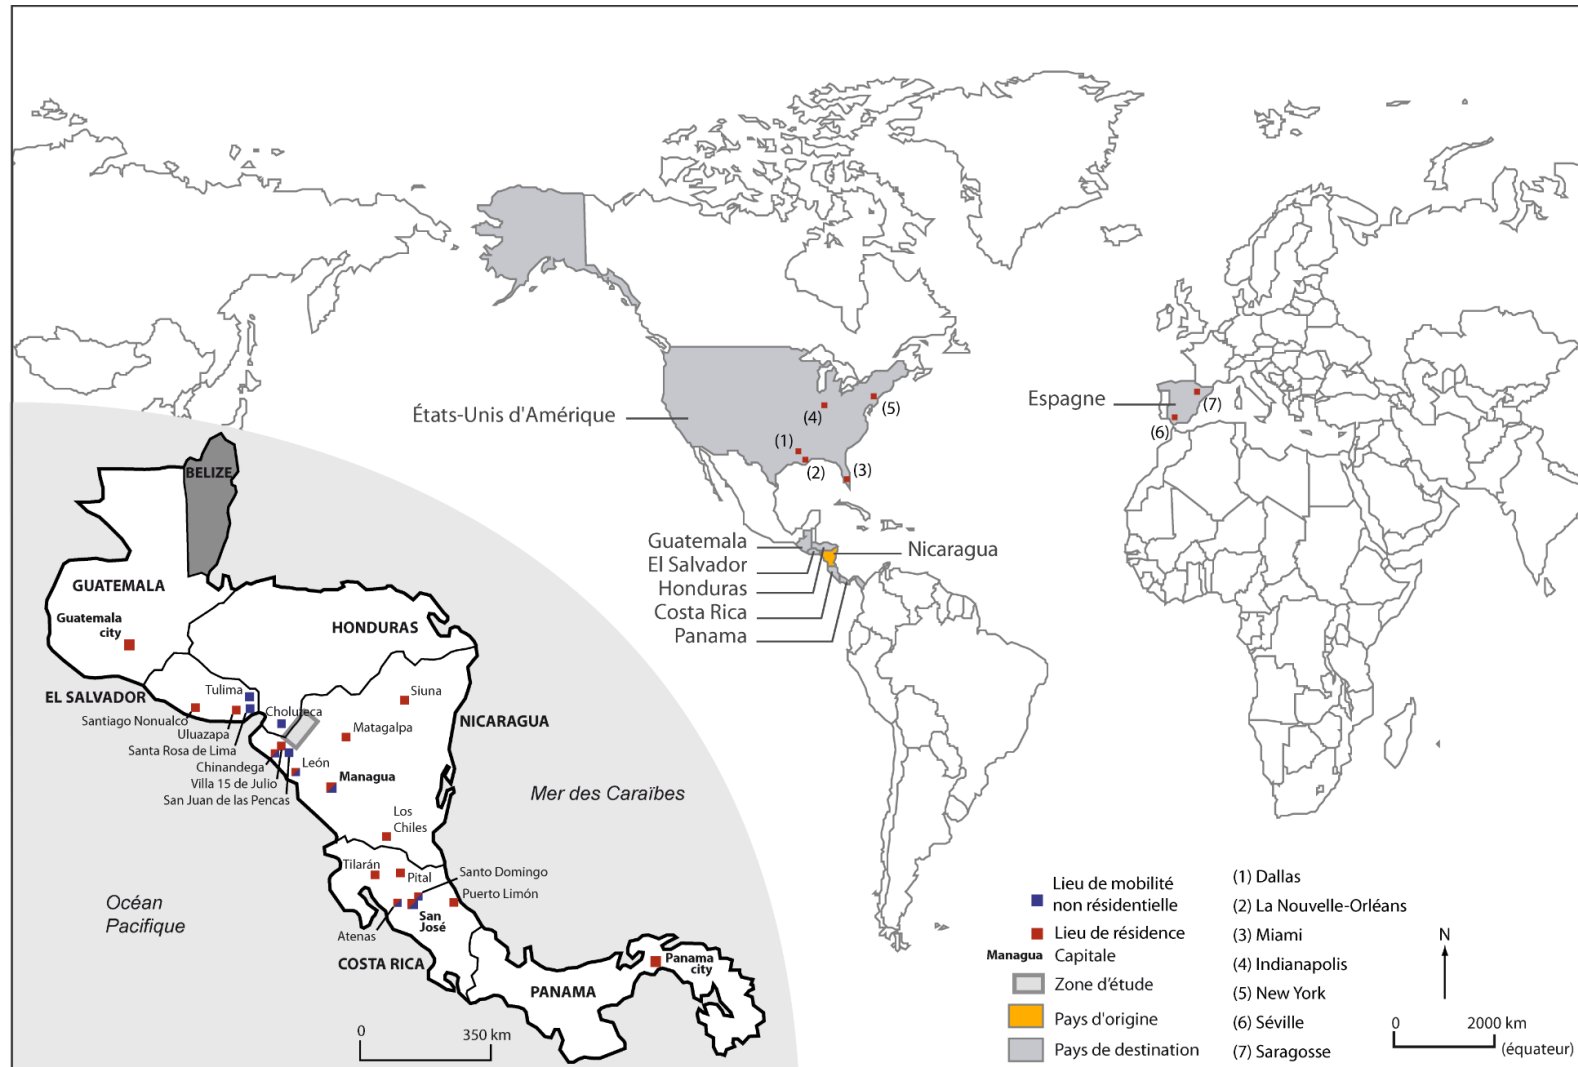 États-Unis d'Amérique
(4)
(5)
(1)
(2)
(3)
Espagne
(7)
(6)
Guatemala
El Salvador
Honduras
Costa Rica
Panama
Nicaragua
BELIZE
GUATEMALA
Guatemala
city
HONDURAS
EL SALVADOR
Tulima
Santiago Nonualco
Uluazapa
Santa Rosa de Lima
Choluteca
Chinandega
Villa 15 de Julio
San Juan de las Pencas
León
Siuna
Matagalpa
NICARAGUA
Managua
Los
Chiles
Mer des Caraïbes
Océan
Pacifique
Tilarán
Pital
Santo Domingo
Puerto Limón
San
José
Atenas
COSTA RICA
PANAMA
Panama
city
0
350 km
Lieu de mobilité
non résidentielle
Lieu de résidence
Managua Capitale
Zone d'étude
Pays d'origine
Pays de destination
(1) Dallas
(2) La Nouvelle-Orléans
(3) Miami
(4) Indianapolis
(5) New York
(6) Séville
(7) Saragosse
N
0
2000 km
(équateur)